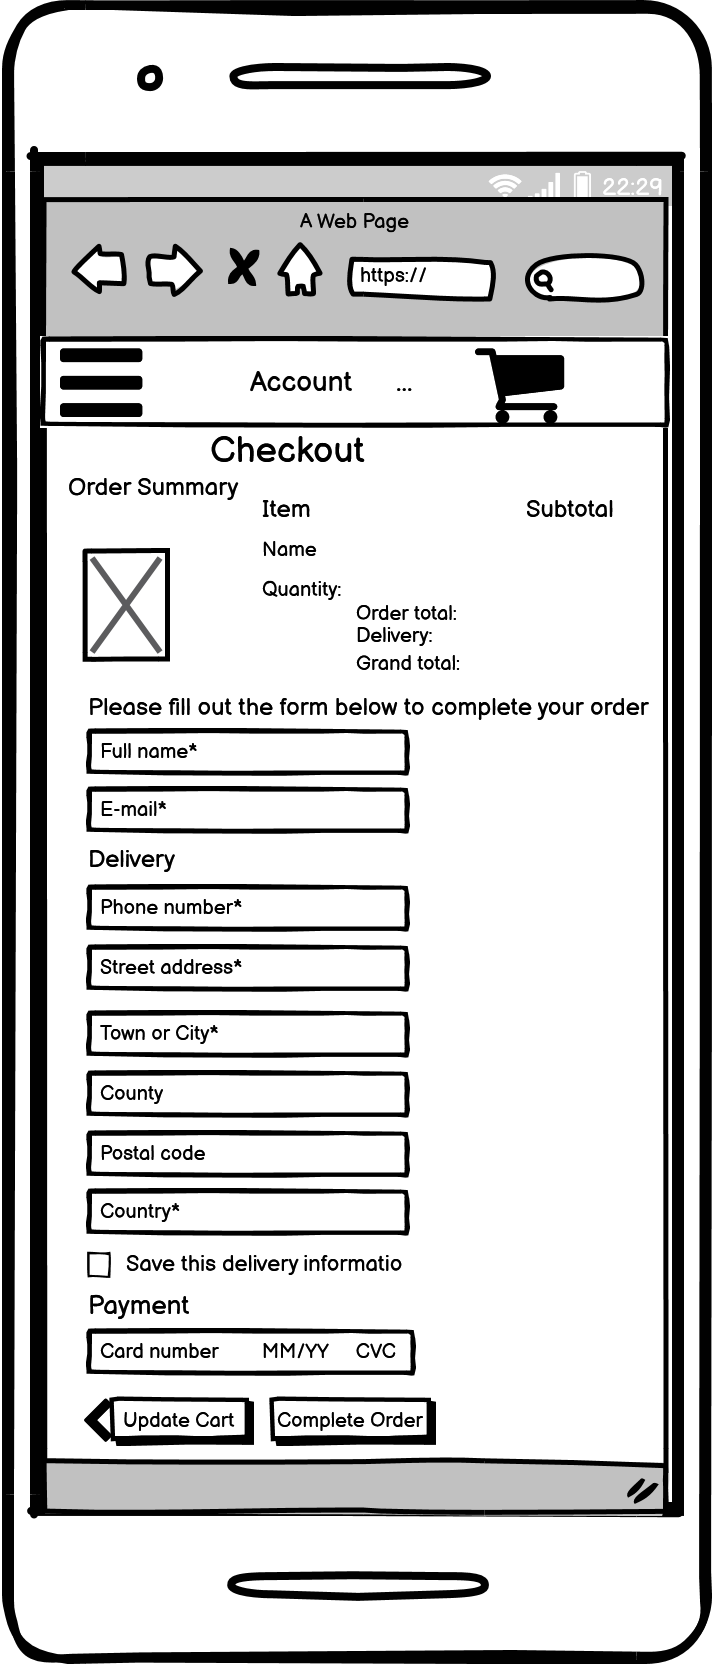 22:29
A Web Page
https://
Account ...
Checkout
Order Summary
Item Subtotal
Name
Quantity:
Order total:
Delivery:
Grand total:
Please fill out the form below to complete your order
Full name*
E-mail*
Delivery
Phone number*
Street address*
Town or City*
County
Postal code
Country*
Save this delivery informatio
Payment
Card number MM/YY CVC
Update Cart Complete Order